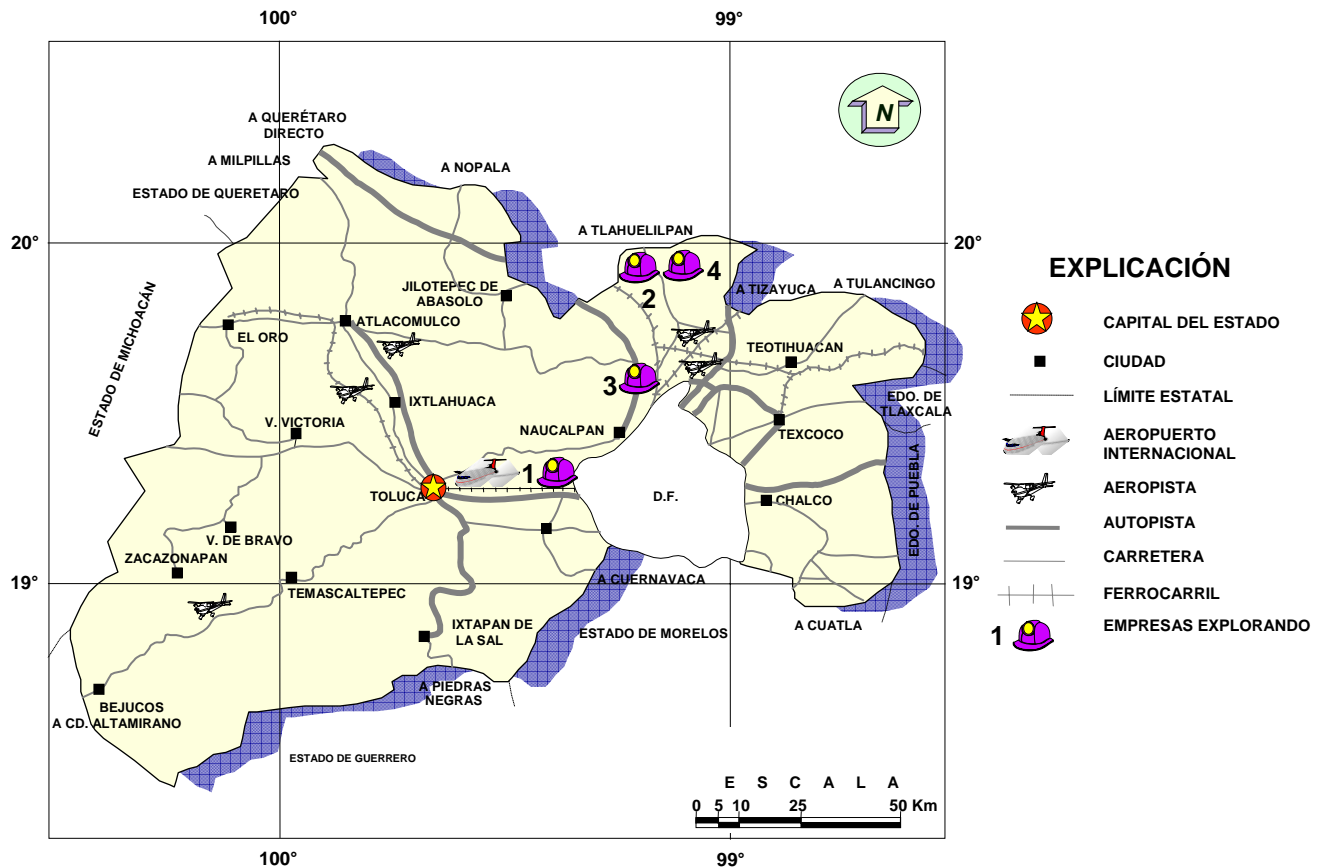 100°
99°
N
A QUERÉTARO
DIRECTO
A MILPILLAS
A NOPALA
ESTADO DE QUERETARO
A TLAHUELILPAN
20°
20°
EXPLICACIÓN
4
2
A TIZAYUCA
A TULANCINGO
JILOTEPEC DE
ABASOLO
ESTADO DE MICHOACÁN
ATLACOMULCO
EL ORO
TEOTIHUACAN
CAPITAL DEL ESTADO
CIUDAD
3
IXTLAHUACA
EDO. DE
TLAXCALA
LÍMITE ESTATAL
V. VICTORIA
NAUCALPAN
TEXCOCO
AEROPUERTO
INTERNACIONAL
1
TOLUCA
D.F.
CHALCO
EDO. DE PUEBLA
AEROPISTA
AUTOPISTA
V. DE BRAVO
ZACAZONAPAN
CARRETERA
A CUERNAVACA
19°
19°
TEMASCALTEPEC
FERROCARRIL
IXTAPAN DE
LA SAL
ESTADO DE MORELOS
A CUATLA
1
EMPRESAS EXPLORANDO
A PIEDRAS
NEGRAS
BEJUCOS
A CD. ALTAMIRANO
ESTADO DE GUERRERO
E S C A L A
0 5 10 25 50 Km
100°
99°